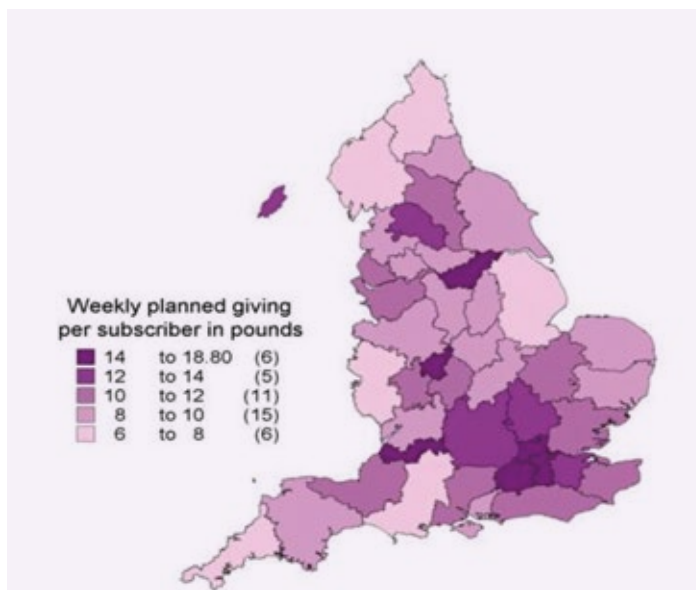 Weekly planned giving
per subscriber in pounds
14 to 18.80 (6)
12 to 14 (5)
10 to 12 (11)
8 to 10 (15)
6 to 8 (6)